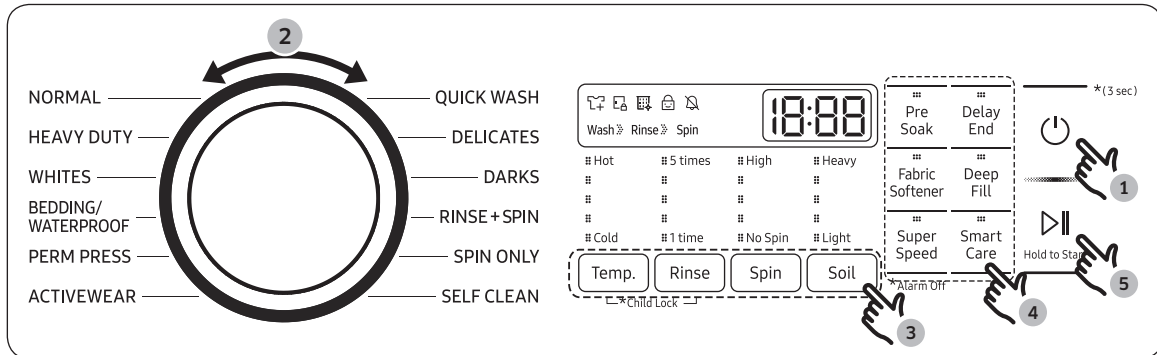 2
NORMAL
HEAVY DUTY
WHITES
BEDDING/
WATERPROOF
PERM PRESS
ACTIVEWEAR
QUICK WASH
DELICATES
DARKS
RINSE+SPIN
SPIN ONLY
SELF CLEAN
Wash Rinse Spin
18:88
Hot 5 times High Heavy
Cold 1 time No Spin Light
Temp. Rinse Spin Soil
*Child Lock
3
Pre
Soak
Delay
End
Fabric
Softener
Deep
Fill
Super
Speed
Smart
Care
*Alarm Off
4
*(3 sec)
1
Hold to Start
5